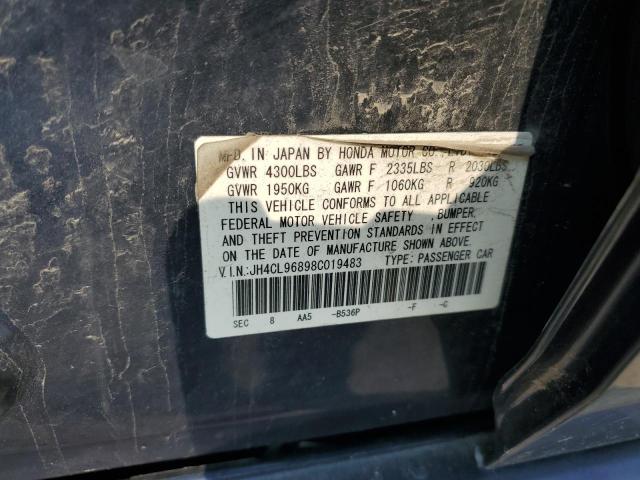 MFD. IN JAPAN BY HONDA MOTOR CO.
GVWR 4300LBS GAWR F 2335LBS R 2030LBS
GVWR 1950KG GAWR F 1060KG R 920KG
THIS VEHICLE CONFORMS TO ALL APPLICABLE
FEDERAL MOTOR VEHICLE SAFETY, BUMPER,
AND THEFT PREVENTION STANDARDS IN EFFECT
ON THE DATE OF MANUFACTURE SHOWN ABOVE.
V.I.N.:JH4CL96898C019483 TYPE: PASSENGER CAR
SEC 8 AA5 -B536P -F -G